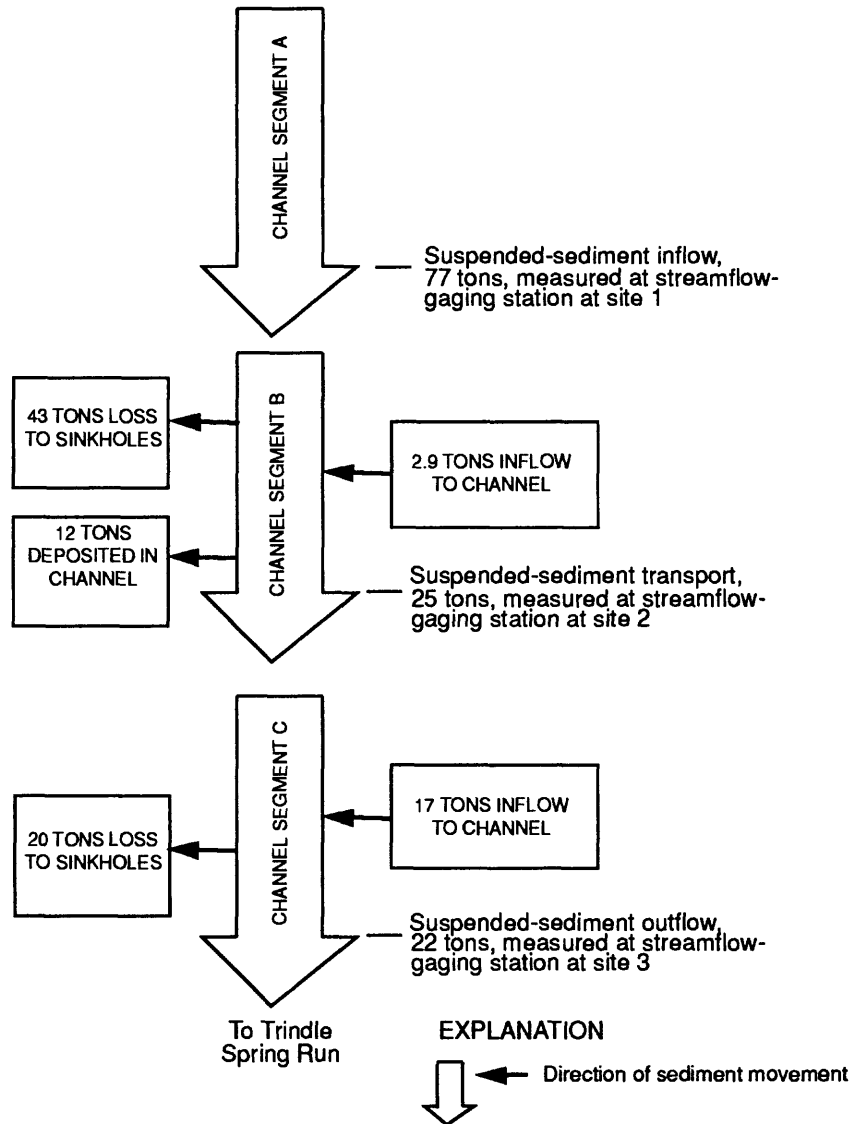 CHANNEL SEGMENT A
Suspended-sediment inflow,
77 tons, measured at streamflow-
gaging station at site 1
43 TONS LOSS
TO SINKHOLES
CHANNEL SEGMENT B
2.9 TONS INFLOW
TO CHANNEL
12 TONS
DEPOSITED IN
CHANNEL
Suspended-sediment transport,
25 tons, measured at streamflow-
gaging station at site 2
CHANNEL SEGMENT C
17 TONS INFLOW
TO CHANNEL
20 TONS LOSS
TO SINKHOLES
Suspended-sediment outflow,
22 tons, measured at streamflow-
gaging station at site 3
To Trindle
Spring Run
EXPLANATION
Direction of sediment movement